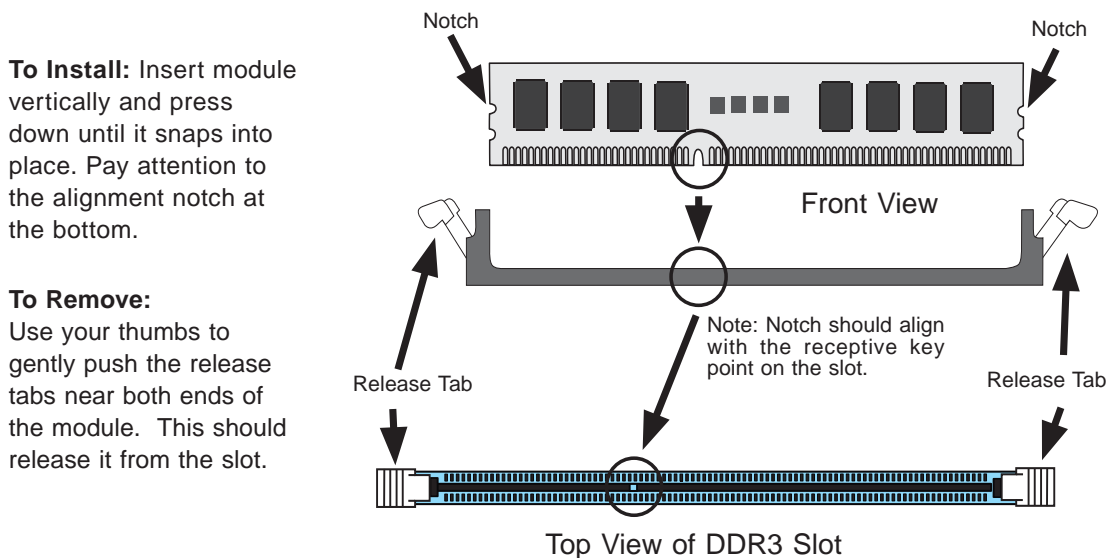 To Install: Insert module
vertically and press
down until it snaps into
place. Pay attention to
the alignment notch at
the bottom.
To Remove:
Use your thumbs to
gently push the release
tabs near both ends of
the module. This should
release it from the slot.
Notch
Notch
Front View
Note: Notch should align
with the receptive key
point on the slot.
Release Tab
Release Tab
Top View of DDR3 Slot